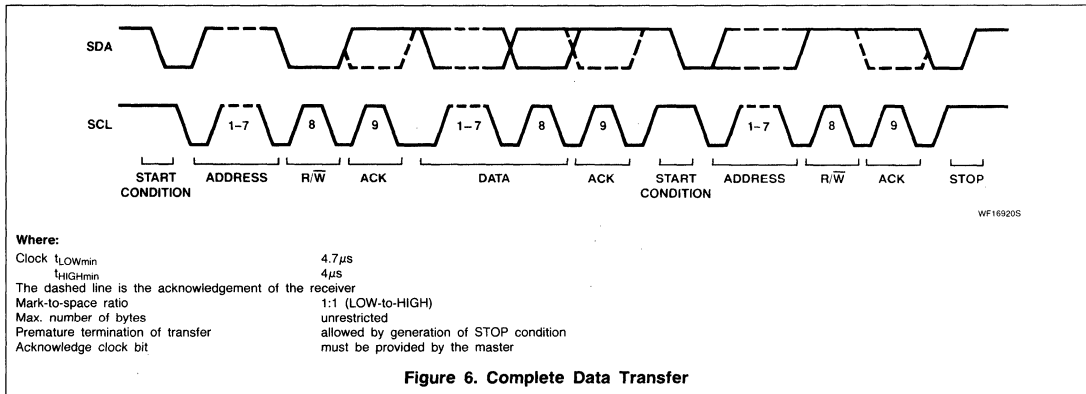 SDA
SCL
1–7 8 9 1–7 8 9 1–7 8 9
START CONDITION ADDRESS R/W̅ ACK DATA ACK START CONDITION ADDRESS R/W̅ ACK STOP
WF16920S
Where:
Clock tLOWmin 4.7μs
tHIGHmin 4μs
The dashed line is the acknowledgement of the receiver
Mark-to-space ratio 1:1 (LOW-to-HIGH)
Max. number of bytes unrestricted
Premature termination of transfer allowed by generation of STOP condition
Acknowledge clock bit must be provided by the master
Figure 6. Complete Data Transfer